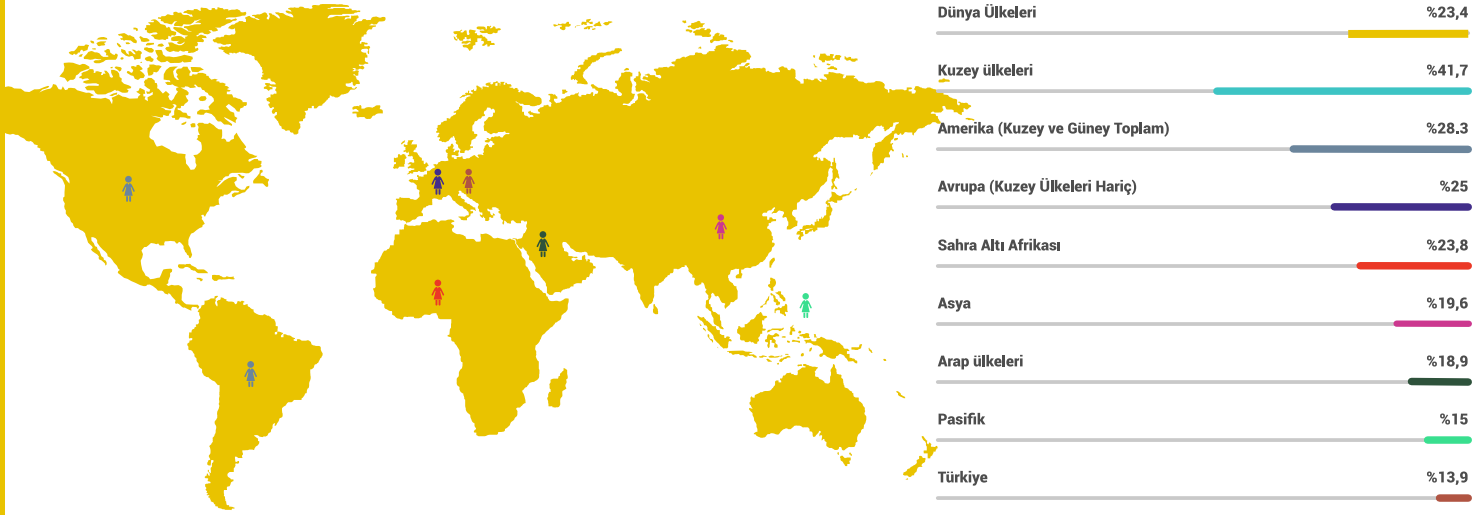 Dünya Ülkeleri %23,4
Kuzey ülkeleri %41,7
Amerika (Kuzey ve Güney Toplam) %28.3
Avrupa (Kuzey Ülkeleri Hariç) %25
Sahra Altı Afrikası %23,8
Asya %19,6
Arap ülkeleri %18,9
Pasifik %15
Türkiye %13,9